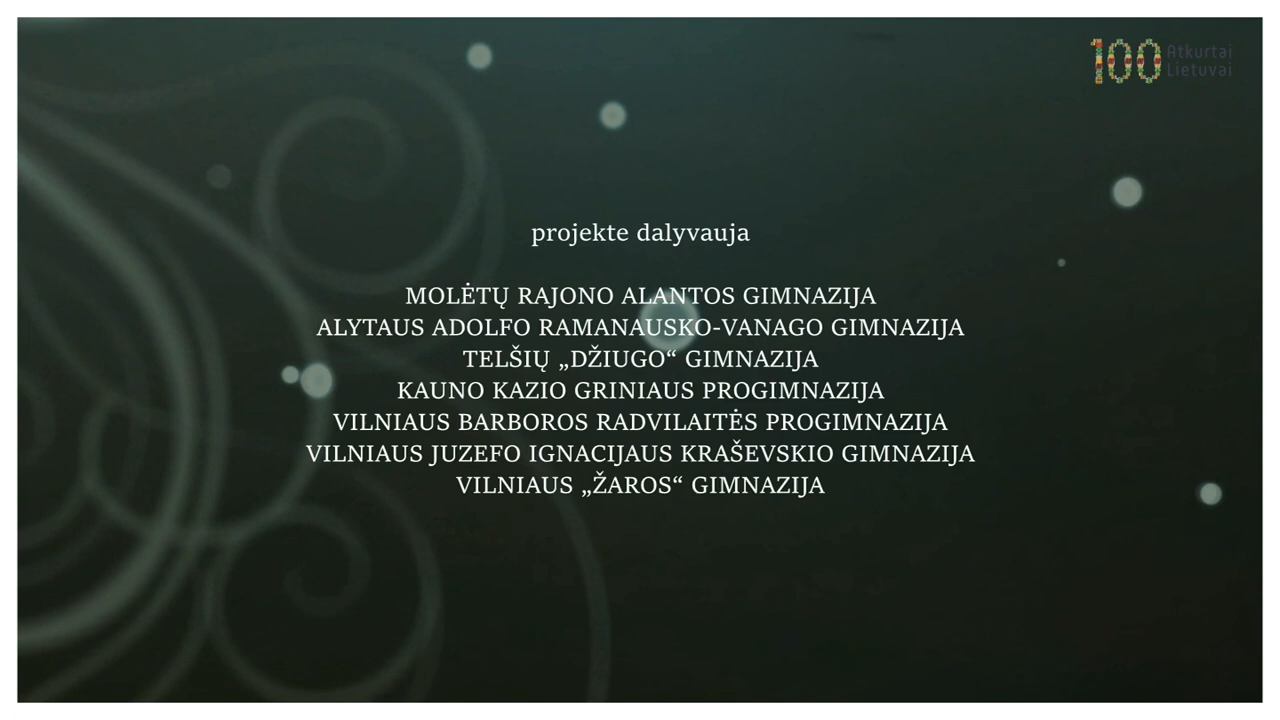 100 Atkurtai
Lietuvai
projekte dalyvauja
MOLĖTŲ RAJONO ALANTOS GIMNAZIJA
ALYTAUS ADOLFO RAMANAUSKO-VANAGO GIMNAZIJA
TELŠIŲ „DŽIUGO“ GIMNAZIJA
KAUNO KAZIO GRINIAUS PROGIMNAZIJA
VILNIAUS BARBOROS RADVILAITĖS PROGIMNAZIJA
VILNIAUS JUZEFO IGNACIJAUS KRAŠEVSKIO GIMNAZIJA
VILNIAUS „ŽAROS“ GIMNAZIJA